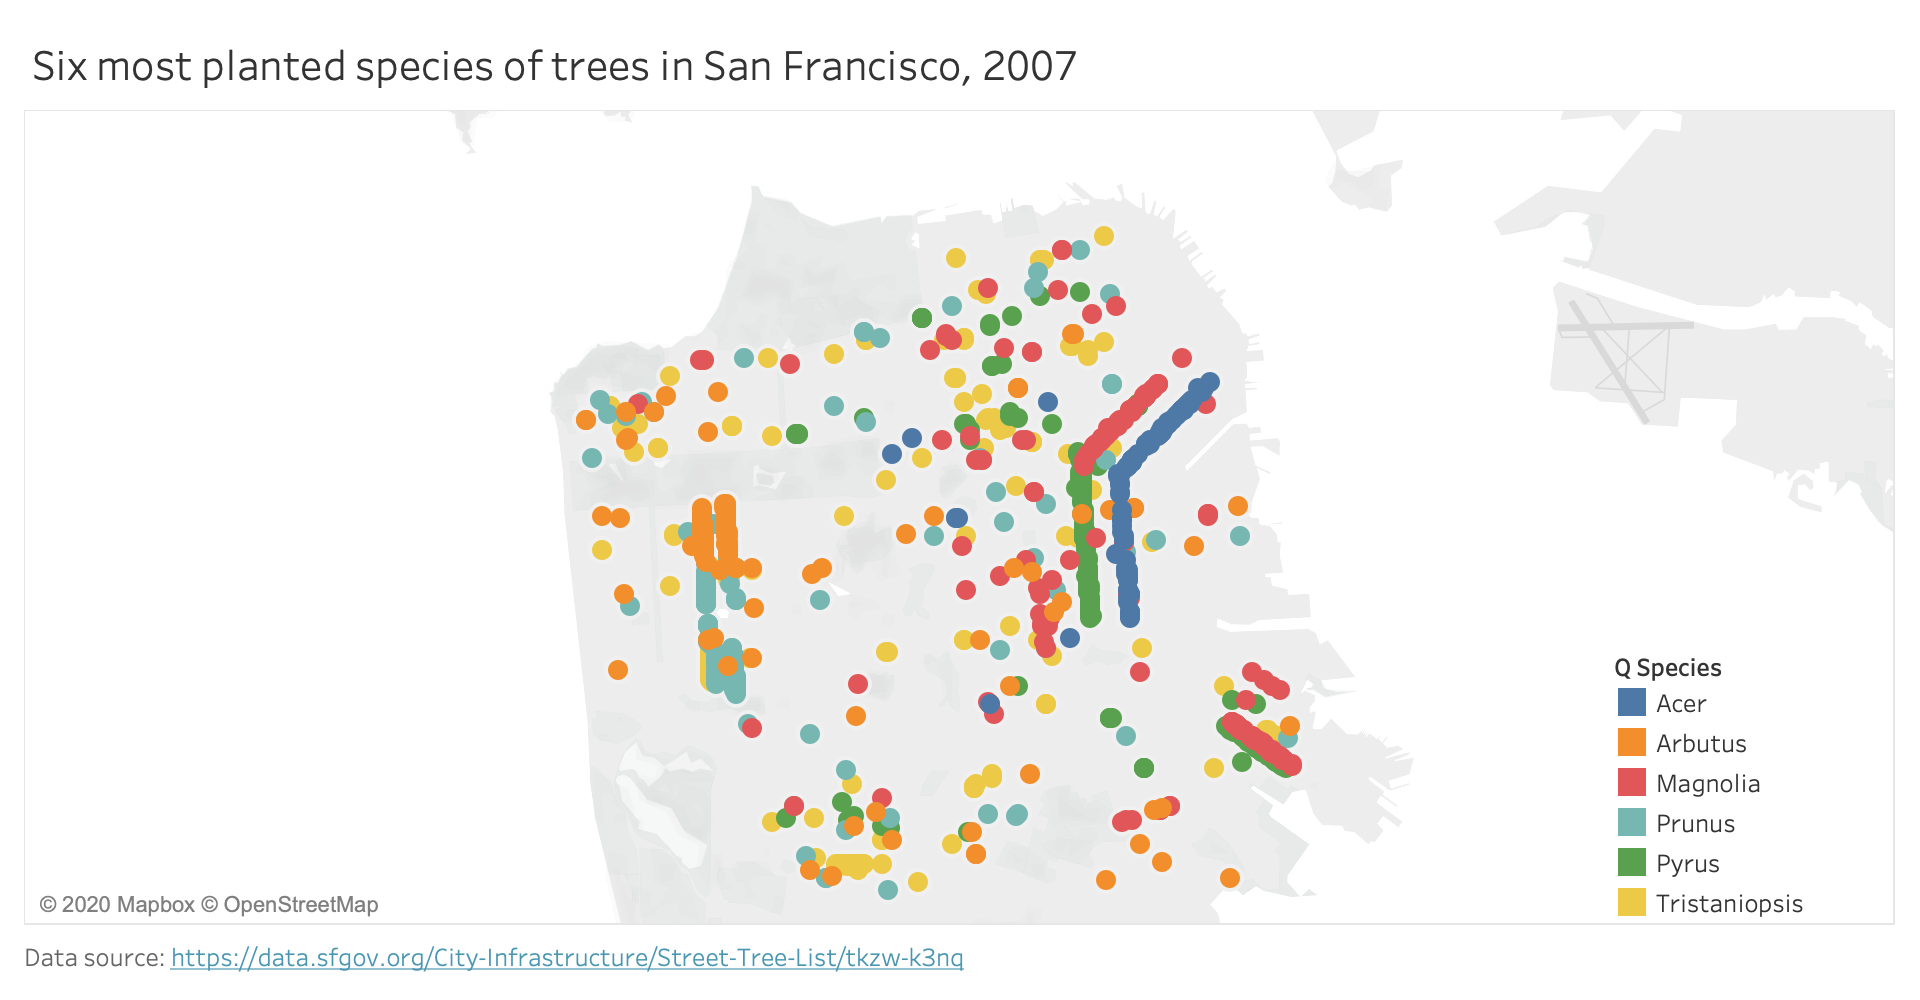 Six most planted species of trees in San Francisco, 2007
Q Species
Acer
Arbutus
Magnolia
Prunus
Pyrus
Tristaniopsis
© 2020 Mapbox © OpenStreetMap
Data source: https://data.sfgov.org/City-Infrastructure/Street-Tree-List/tkzw-k3nq